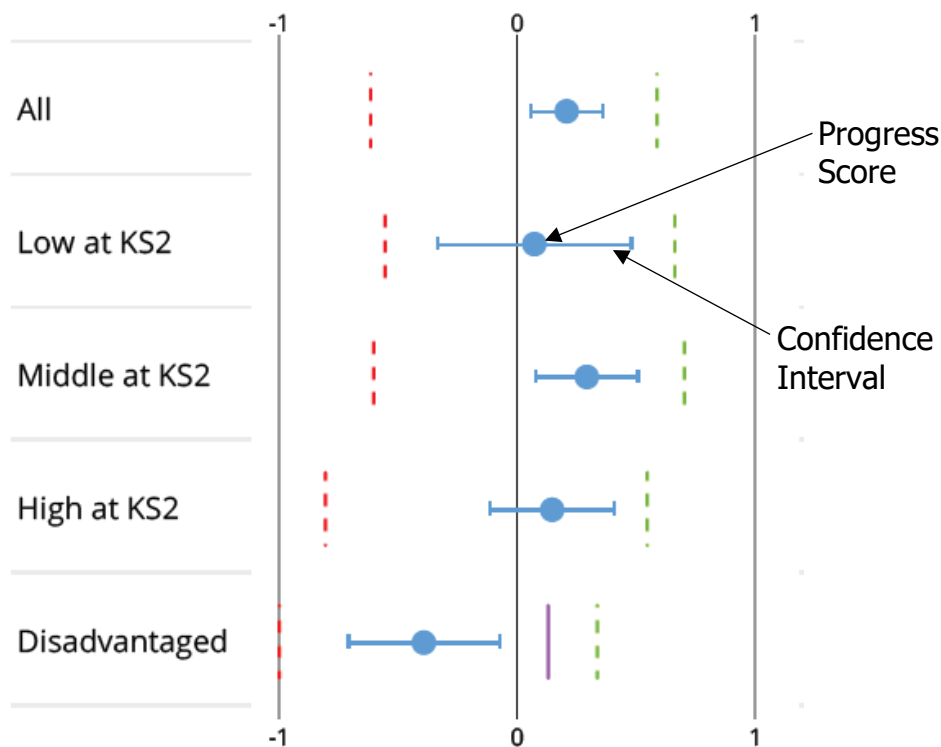 -1 0 1
All
Progress
Score
Low at KS2
Confidence
Interval
Middle at KS2
High at KS2
Disadvantaged
-1 0 1